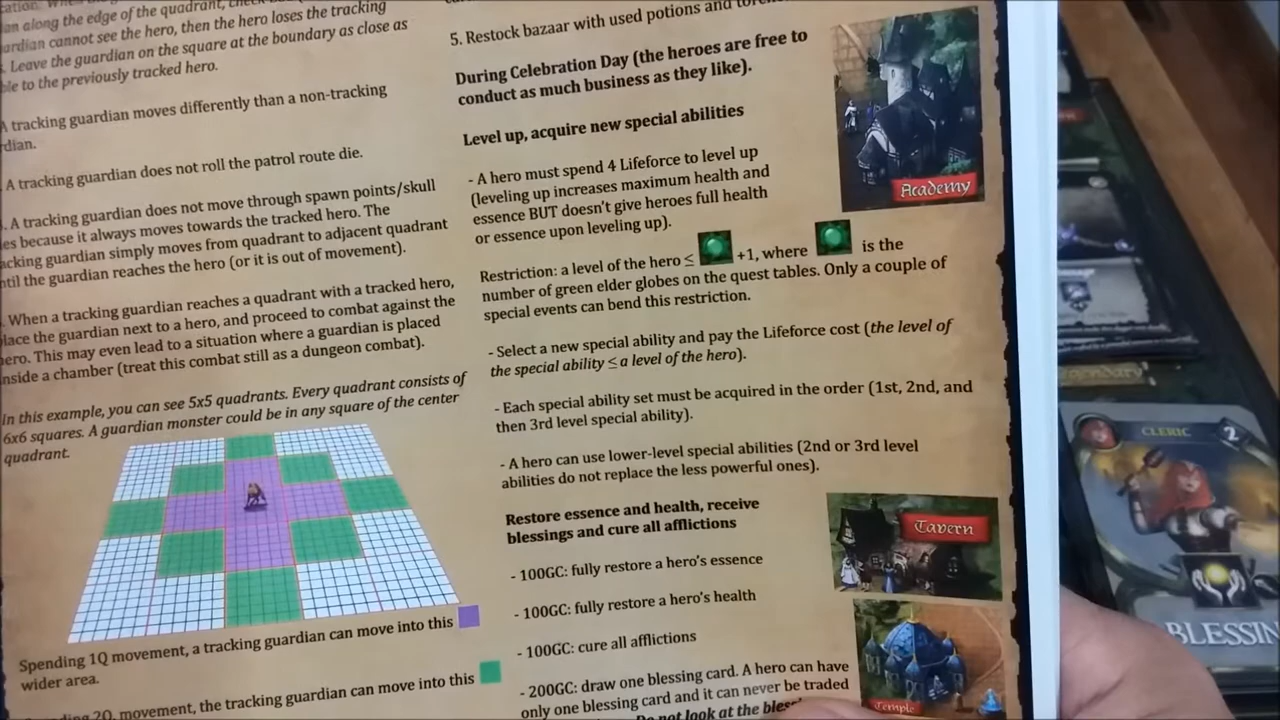 an along the edge of the quadrant,
ardian cannot see the hero, then the hero loses the tracking
. Leave the guardian on the square at the boundary as close as
ble to the previously tracked hero.
A tracking guardian moves differently than a non-tracking
rdian.
. A tracking guardian does not roll the patrol route die.
. A tracking guardian does not move through spawn points/skull
es because it always moves towards the tracked hero. The
acking guardian simply moves from quadrant to adjacent quadrant
ntil the guardian reaches the hero (or it is out of movement).
. When a tracking guardian reaches a quadrant with a tracked hero,
place the guardian next to a hero, and proceed to combat against the
hero. This may even lead to a situation where a guardian is placed
inside a chamber (treat this combat still as a dungeon combat).
In this example, you can see 5x5 quadrants. Every quadrant consists of
6x6 squares. A guardian monster could be in any square of the center
quadrant.
Spending 1Q movement, a tracking guardian can move into this
wider area.
2Q movement, the tracking guardian can move into this
5. Restock bazaar with used potions and
During Celebration Day (the heroes are free to
conduct as much business as they like).
Level up, acquire new special abilities
- A hero must spend 4 Lifeforce to level up
(leveling up increases maximum health and
essence BUT doesn't give heroes full health
or essence upon leveling up).
Restriction: a level of the hero ≤ +1, where is the
number of green elder globes on the quest tables. Only a couple of
special events can bend this restriction.
- Select a new special ability and pay the Lifeforce cost (the level of
the special ability ≤ a level of the hero).
- Each special ability set must be acquired in the order (1st, 2nd, and
then 3rd level special ability).
- A hero can use lower-level special abilities (2nd or 3rd level
abilities do not replace the less powerful ones).
Restore essence and health, receive
blessings and cure all afflictions
- 100GC: fully restore a hero's essence
- 100GC: fully restore a hero's health
- 100GC: cure all afflictions
- 200GC: draw one blessing card. A hero can have
only one blessing card and it can never be traded
not look at the
Academy
Tavern
Temple
CLERIC
2
BLESSIN